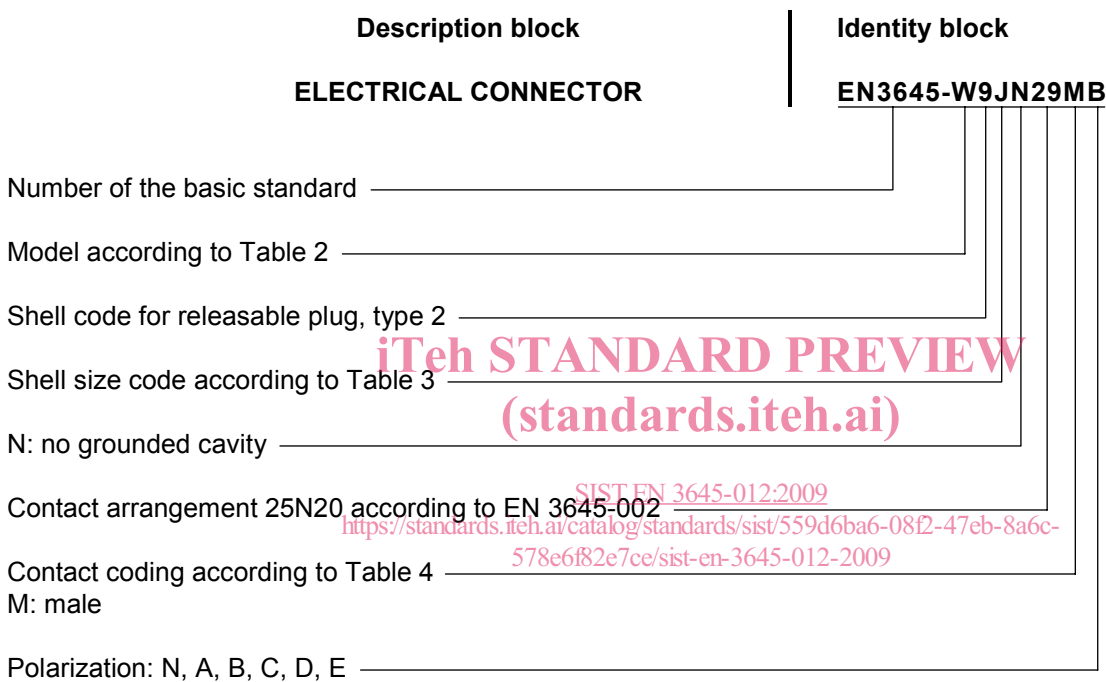 Description block
Identity block
ELECTRICAL CONNECTOR
EN3645-W9JN29MB
Number of the basic standard
Model according to Table 2
Shell code for releasable plug, type 2
iTeh STANDARD PREVIEW
Shell size code according to Table 3
(standards.iteh.ai)
N: no grounded cavity
SIST EN 3645-012:2009
Contact arrangement 25N20 according to EN 3645-002
https://standards.iteh.ai/catalog/standards/sist/559d6ba6-08f2-47eb-8a6c-
578e6f82e7ce/sist-en-3645-012-2009
Contact coding according to Table 4
M: male
Polarization: N, A, B, C, D, E